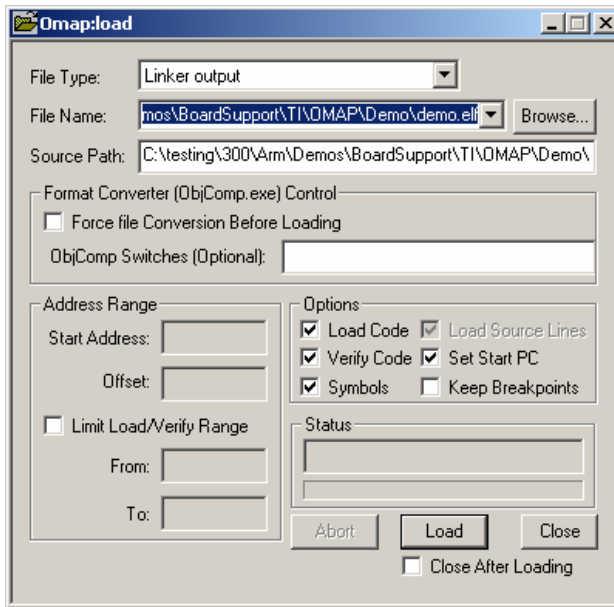 Omap:load
File Type: Linker output
File Name: mos\BoardSupport\TI\OMAP\Demo\demo.elf Browse...
Source Path: C:\testing\300\Arm\Demos\BoardSupport\TI\OMAP\Demo\
Format Converter (ObjComp.exe) Control
Force file Conversion Before Loading
ObjComp Switches (Optional):
Address Range
Start Address:
Offset:
Limit Load/Verify Range
From:
To:
Options
Load Code Load Source Lines
Verify Code Set Start PC
Symbols Keep Breakpoints
Status
Abort Load Close
Close After Loading